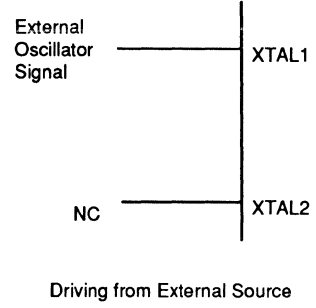 External
Oscillator
Signal
XTAL1
NC
XTAL2
Driving from External Source